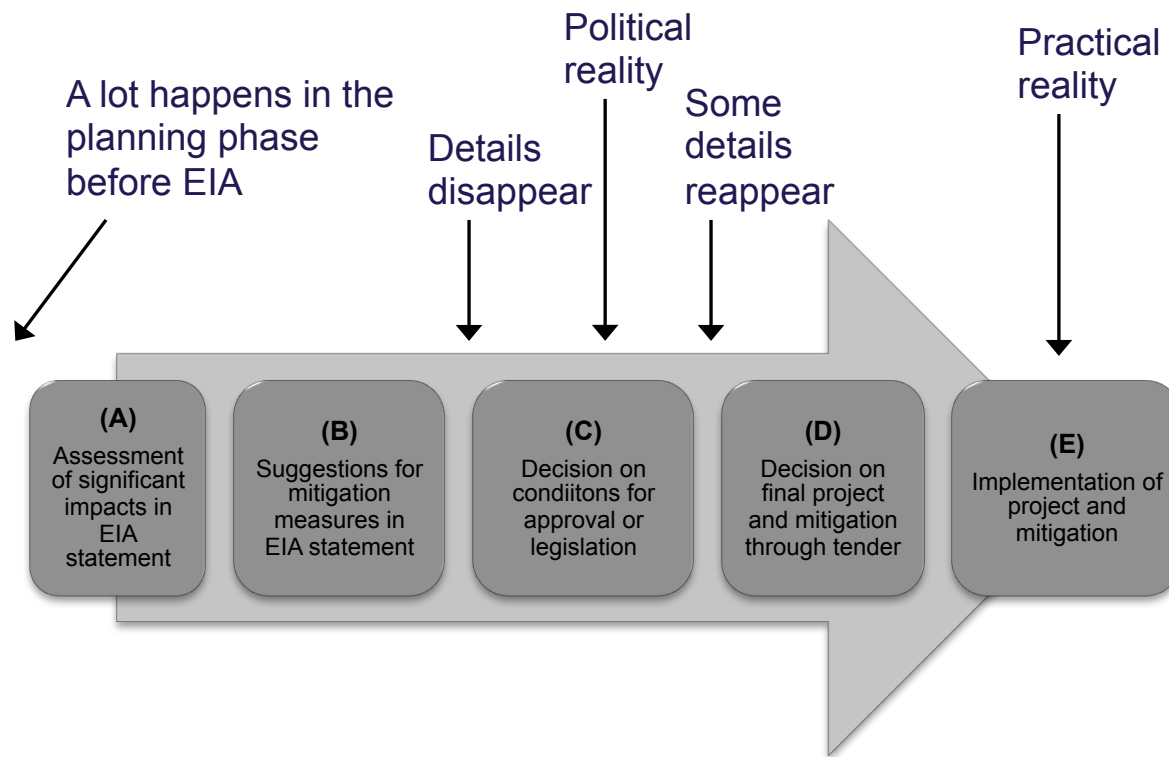 A lot happens in the
planning phase
before EIA
Details
disappear
Political
reality
Some
details
reappear
Practical
reality
(A)
Assessment
of significant
impacts in
EIA
statement
(B)
Suggestions for
mitigation
measures in
EIA statement
(C)
Decision on
condiitons for
approval or
legislation
(D)
Decision on
final project
and mitigation
through tender
(E)
Implementation of
project and
mitigation